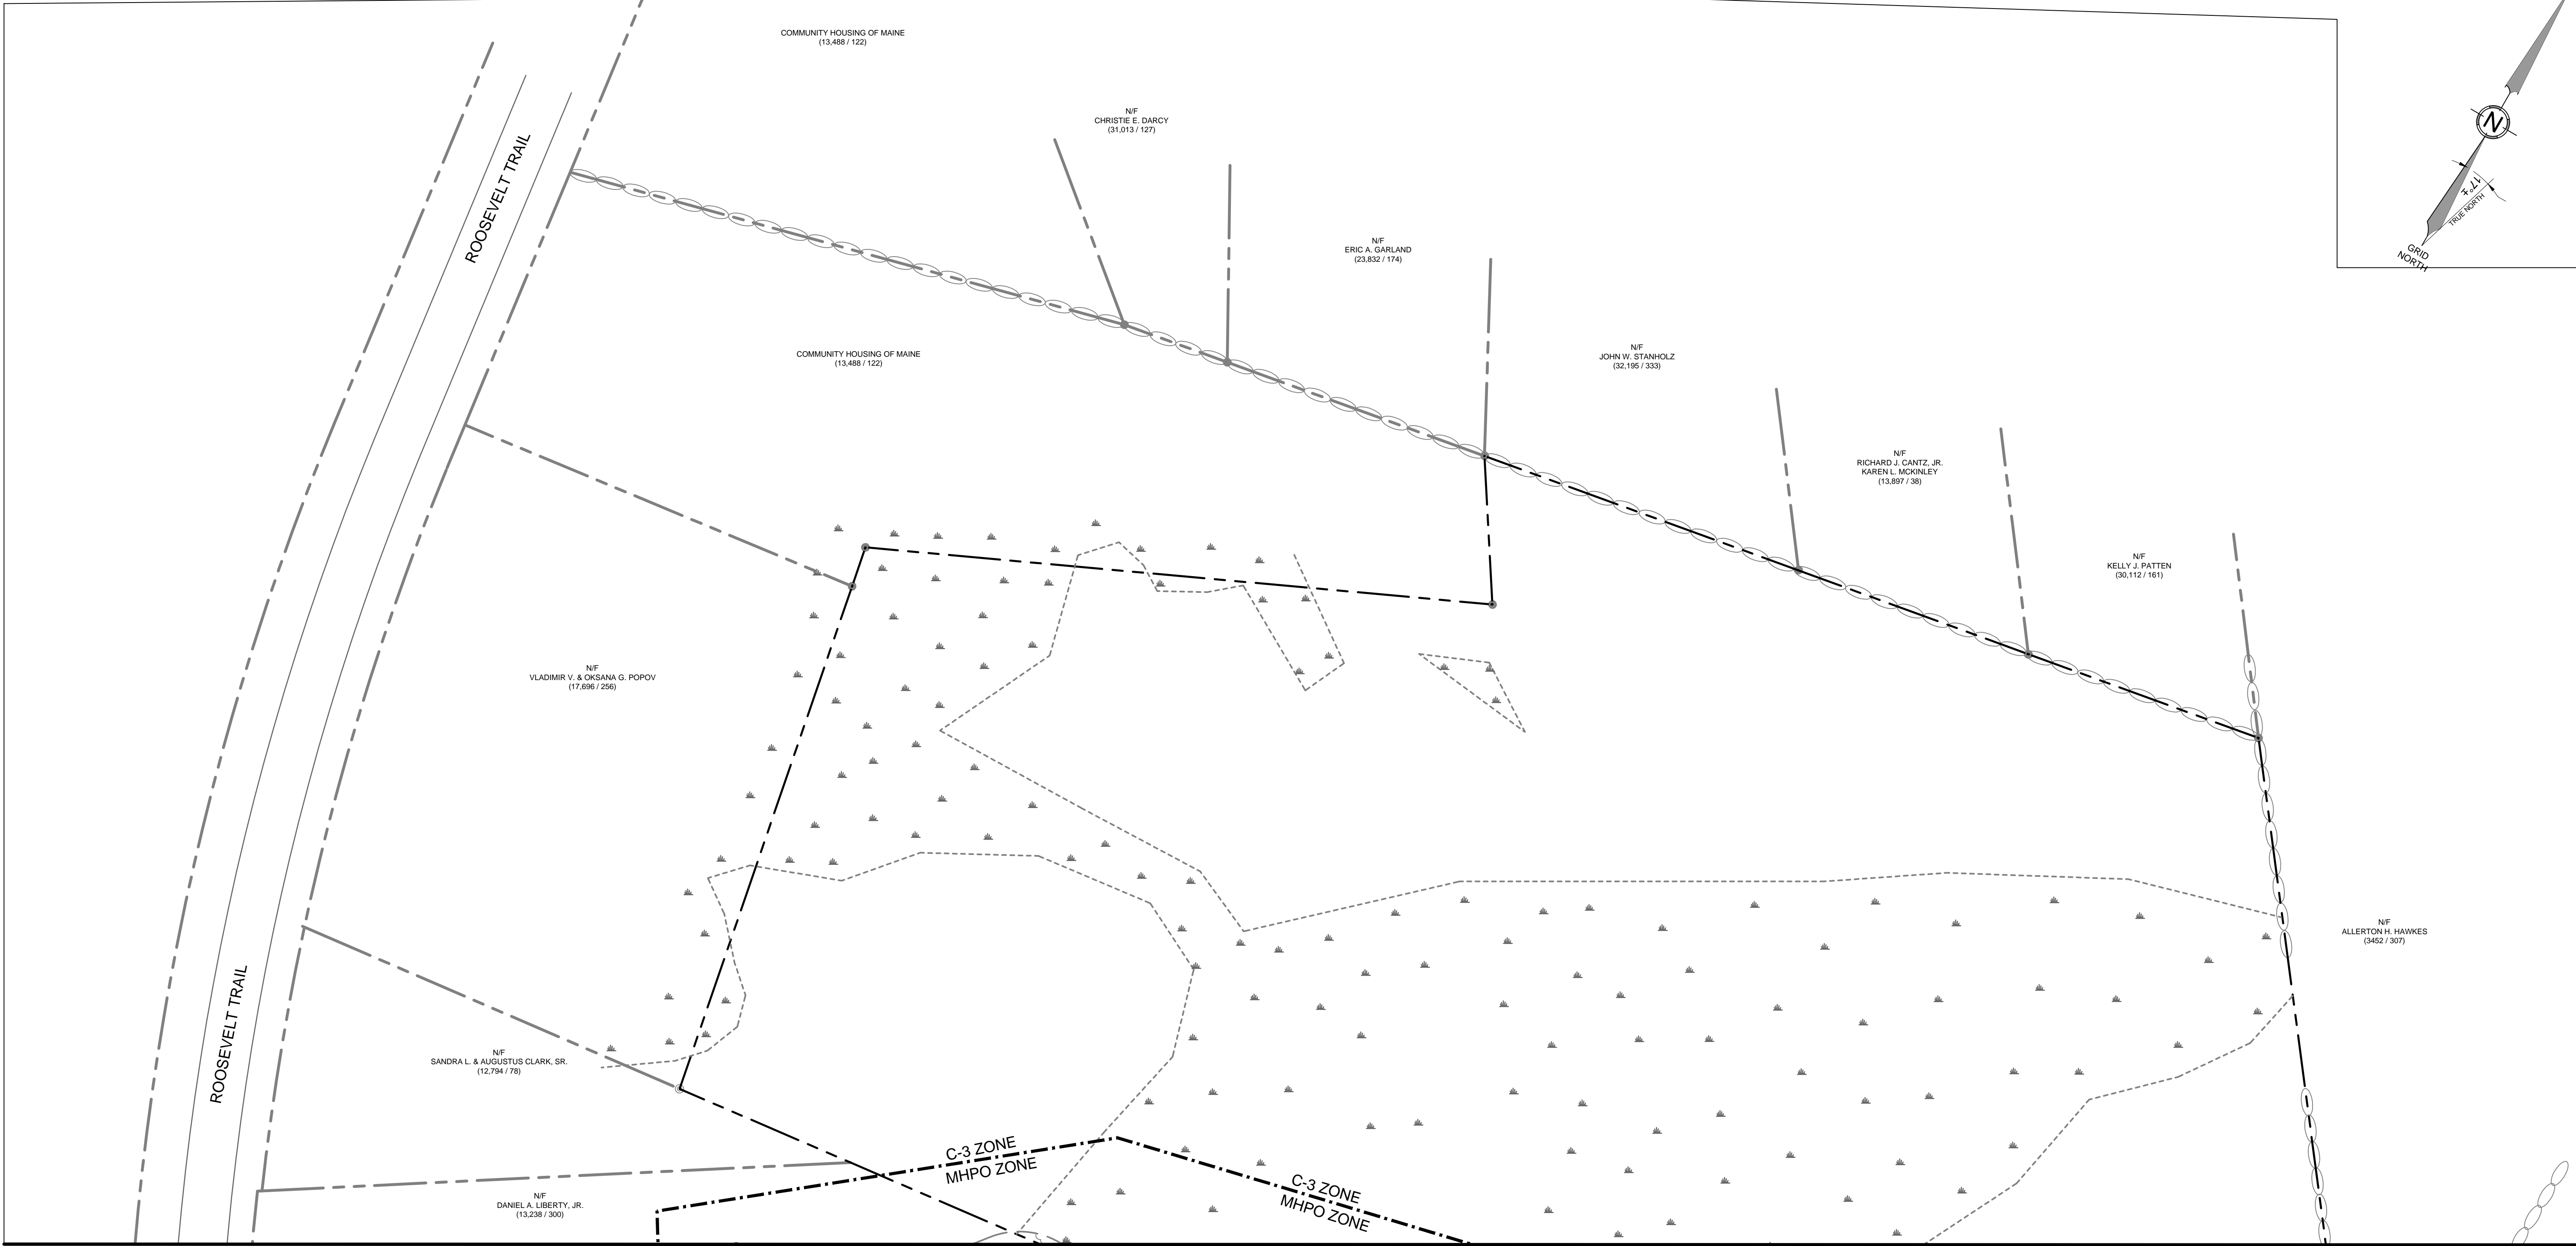 COMMUNITY HOUSING OF MAINE
(13,488 / 122)
N/F
CHRISTIE E. DARCY
(31,013 / 127)
N
17°±
TRUE NORTH
GRID
NORTH
ROOSEVELT TRAIL
N/F
ERIC A. GARLAND
(23,832 / 174)
COMMUNITY HOUSING OF MAINE
(13,488 / 122)
N/F
JOHN W. STANHOLZ
(32,195 / 333)
N/F
RICHARD J. CANTZ, JR.
KAREN L. MCKINLEY
(13,897 / 38)
N/F
KELLY J. PATTEN
(30,112 / 161)
N/F
VLADIMIR V. & OKSANA G. POPOV
(17,696 / 256)
N/F
ALLERTON H. HAWKES
(3452 / 307)
ROOSEVELT TRAIL
N/F
SANDRA L. & AUGUSTUS CLARK, SR.
(12,794 / 78)
C-3 ZONE
MHPO ZONE
C-3 ZONE
MHPO ZONE
N/F
DANIEL A. LIBERTY, JR.
(13,238 / 300)